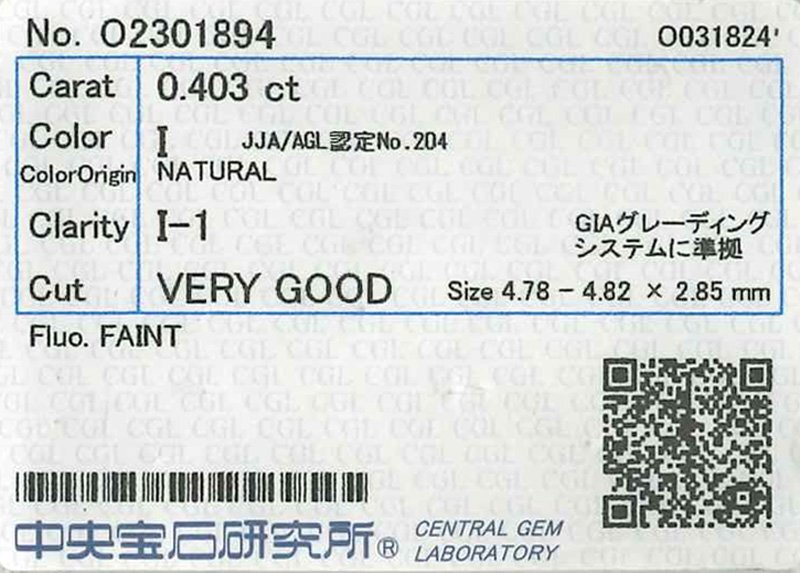 No. O2301894 O031824'
Carat 0.403 ct
Color I JJA/AGL認定No.204
ColorOrigin NATURAL
Clarity I-1 GIAグレーディング
システムに準拠
Cut VERY GOOD Size 4.78 - 4.82 × 2.85 mm
Fluo. FAINT
中央宝石研究所® CENTRAL GEM
LABORATORY